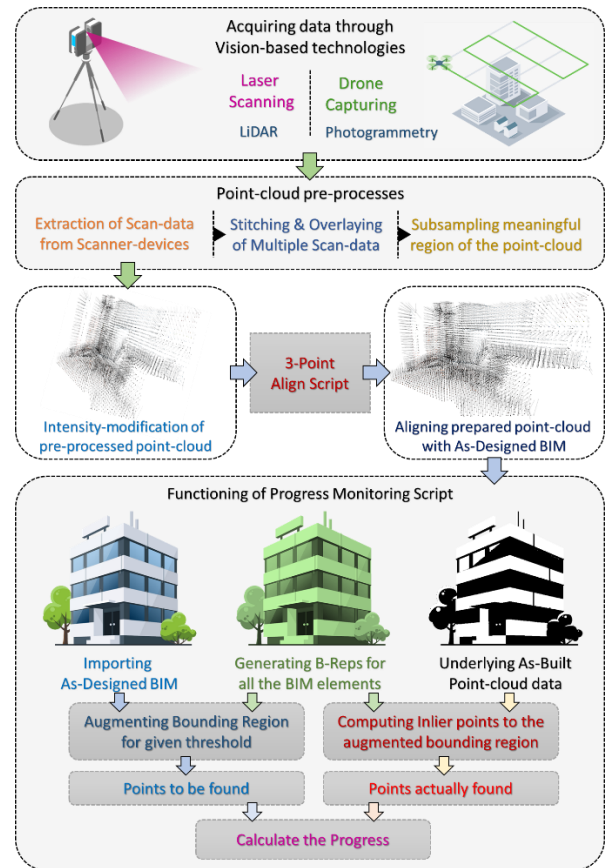 Acquiring data through
Vision-based technologies
Laser
Scanning
Drone
Capturing
LiDAR
Photogrammetry
Point-cloud pre-processes
Extraction of Scan-data
from Scanner-devices
Stitching & Overlaying
of Multiple Scan-data
Subsampling meaningful
region of the point-cloud
3-Point
Align Script
Intensity-modification of
pre-processed point-cloud
Aligning prepared point-cloud
with As-Designed BIM
Functioning of Progress Monitoring Script
Importing
As-Designed BIM
Generating B-Reps for
all the BIM elements
Underlying As-Built
Point-cloud data
Augmenting Bounding Region
for given threshold
Computing Inlier points to the
augmented bounding region
Points to be found
Points actually found
Calculate the Progress